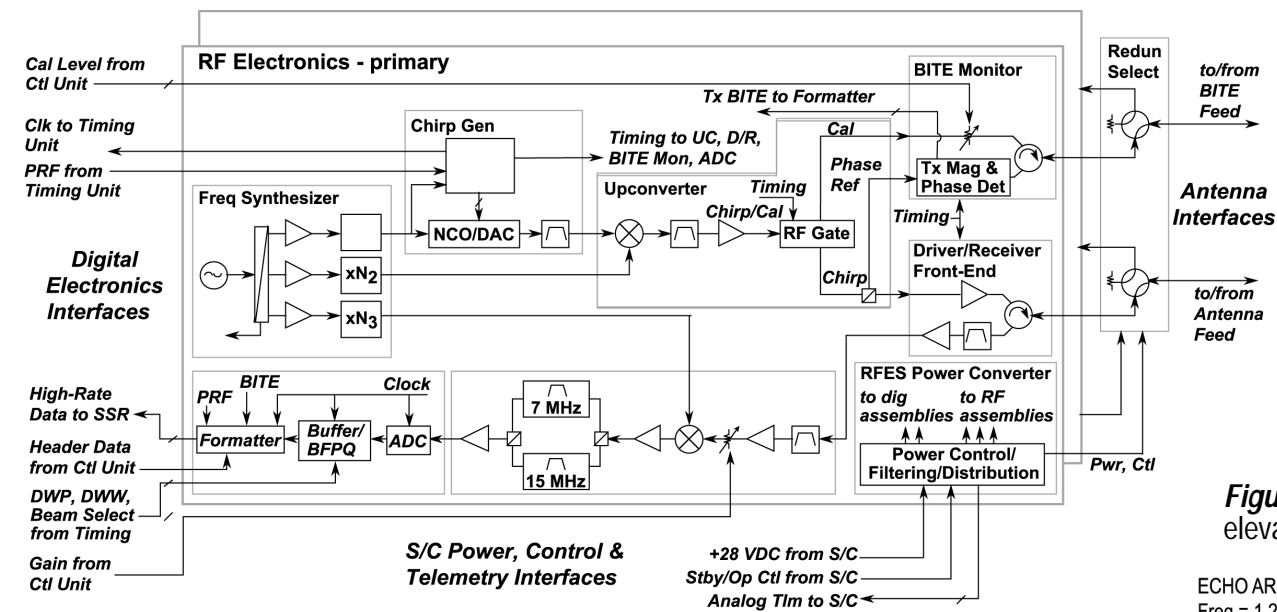 RF Electronics - primary
Cal Level from
Ctl Unit
Clk to Timing
Unit
PRF from
Timing Unit
Digital
Electronics
Interfaces
High-Rate
Data to SSR
Header Data
from Ctl Unit
DWP, DWW,
Beam Select
from Timing
Gain from
Ctl Unit
Freq Synthesizer
xN2
xN3
Chirp Gen
NCO/DAC
Tx BITE to Formatter
Timing to UC, D/R,
BITE Mon, ADC
Upconverter
Timing
Chirp/Cal
RF Gate
Cal
Phase
Ref
Chirp
BITE Monitor
Tx Mag &
Phase Det
Timing
Driver/Receiver
Front-End
Redun
Select
to/from
BITE
Feed
Antenna
Interfaces
to/from
Antenna
Feed
PRF
BITE
Clock
Formatter
Buffer/
BFPQ
ADC
7 MHz
15 MHz
RFES Power Converter
to dig
assemblies
to RF
assemblies
Power Control/
Filtering/Distribution
Pwr, Ctl
S/C Power, Control &
Telemetry Interfaces
+28 VDC from S/C
Stby/Op Ctl from S/C
Analog Tlm to S/C
Figu
eleva
ECHO AR